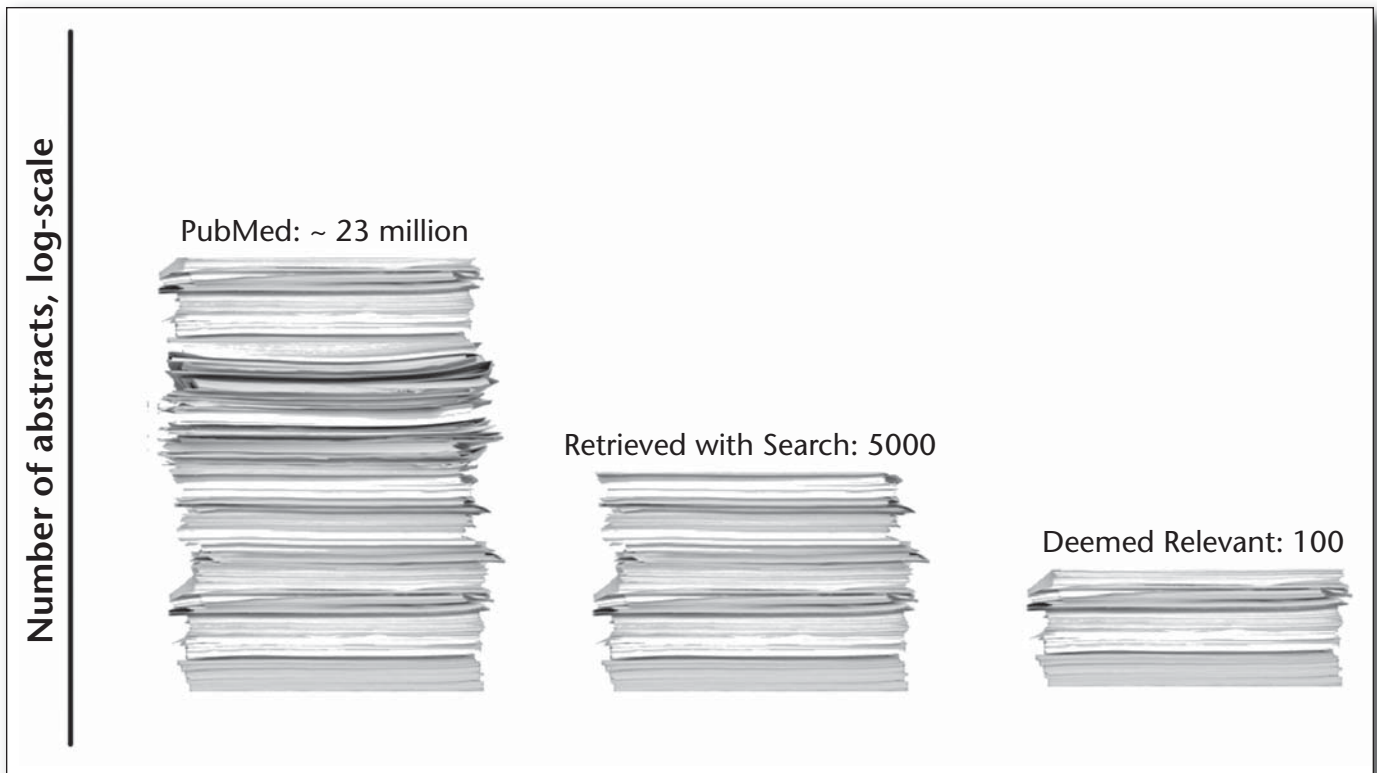 Number of abstracts, log-scale
PubMed: ~ 23 million
Retrieved with Search: 5000
Deemed Relevant: 100